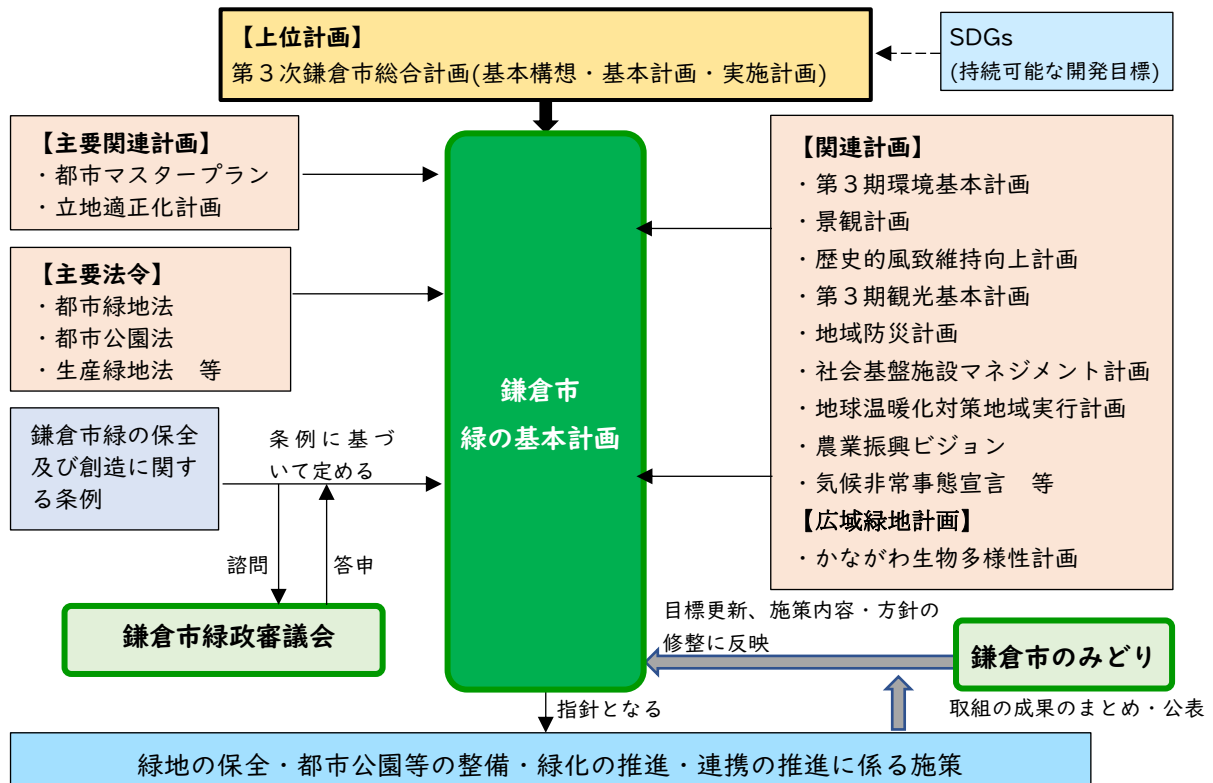 【上位計画】
第３次鎌倉市総合計画(基本構想・基本計画・実施計画)
SDGs
(持続可能な開発目標)
【主要関連計画】
・都市マスタープラン
・立地適正化計画
【主要法令】
・都市緑地法
・都市公園法
・生産緑地法　等
鎌倉市緑の保全
及び創造に関す
る条例
条例に基づ
いて定める
諮問
答申
鎌倉市緑政審議会
鎌倉市
緑の基本計画
【関連計画】
・第３期環境基本計画
・景観計画
・歴史的風致維持向上計画
・第３期観光基本計画
・地域防災計画
・社会基盤施設マネジメント計画
・地球温暖化対策地域実行計画
・農業振興ビジョン
・気候非常事態宣言　等
【広域緑地計画】
・かながわ生物多様性計画
目標更新、施策内容・方針の
修整に反映
鎌倉市のみどり
取組の成果のまとめ・公表
指針となる
緑地の保全・都市公園等の整備・緑化の推進・連携の推進に係る施策